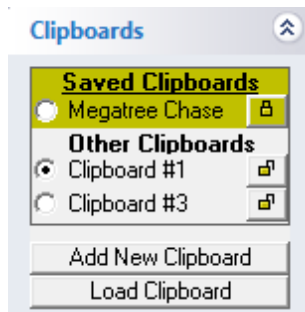 Clipboards
Saved Clipboards
Megatree Chase
Other Clipboards
Clipboard #1
Clipboard #3
Add New Clipboard
Load Clipboard